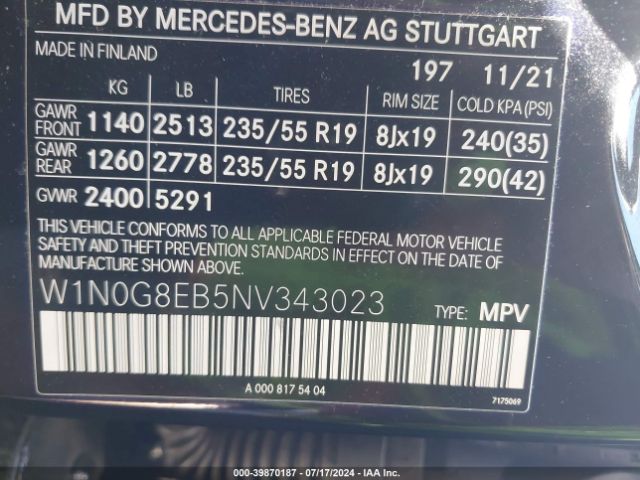 MFD BY MERCEDES-BENZ AG STUTTGART
MADE IN FINLAND
197 11/21
KG LB TIRES RIM SIZE COLD KPA (PSI)
GAWR FRONT 1140 2513 235/55 R19 8Jx19 240(35)
GAWR REAR 1260 2778 235/55 R19 8Jx19 290(42)
GVWR 2400 5291
THIS VEHICLE CONFORMS TO ALL APPLICABLE FEDERAL MOTOR VEHICLE
SAFETY AND THEFT PREVENTION STANDARDS IN EFFECT ON THE DATE
W1N0G8EB5NV343023 TYPE: MPV
A 000 817 54 04
7175069
000-39870187 - 07/17/2024 - IAA Inc.